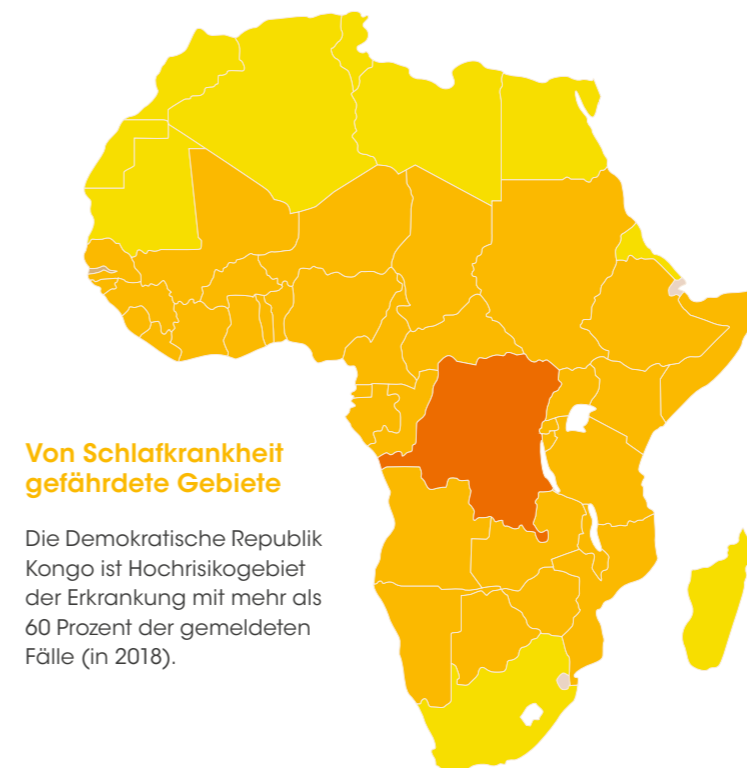 Von Schlafkrankheit
gefährdete Gebiete
Die Demokratische Republik
Kongo ist Hochrisikogebiet
der Erkrankung mit mehr als
60 Prozent der gemeldeten
Fälle (in 2018).